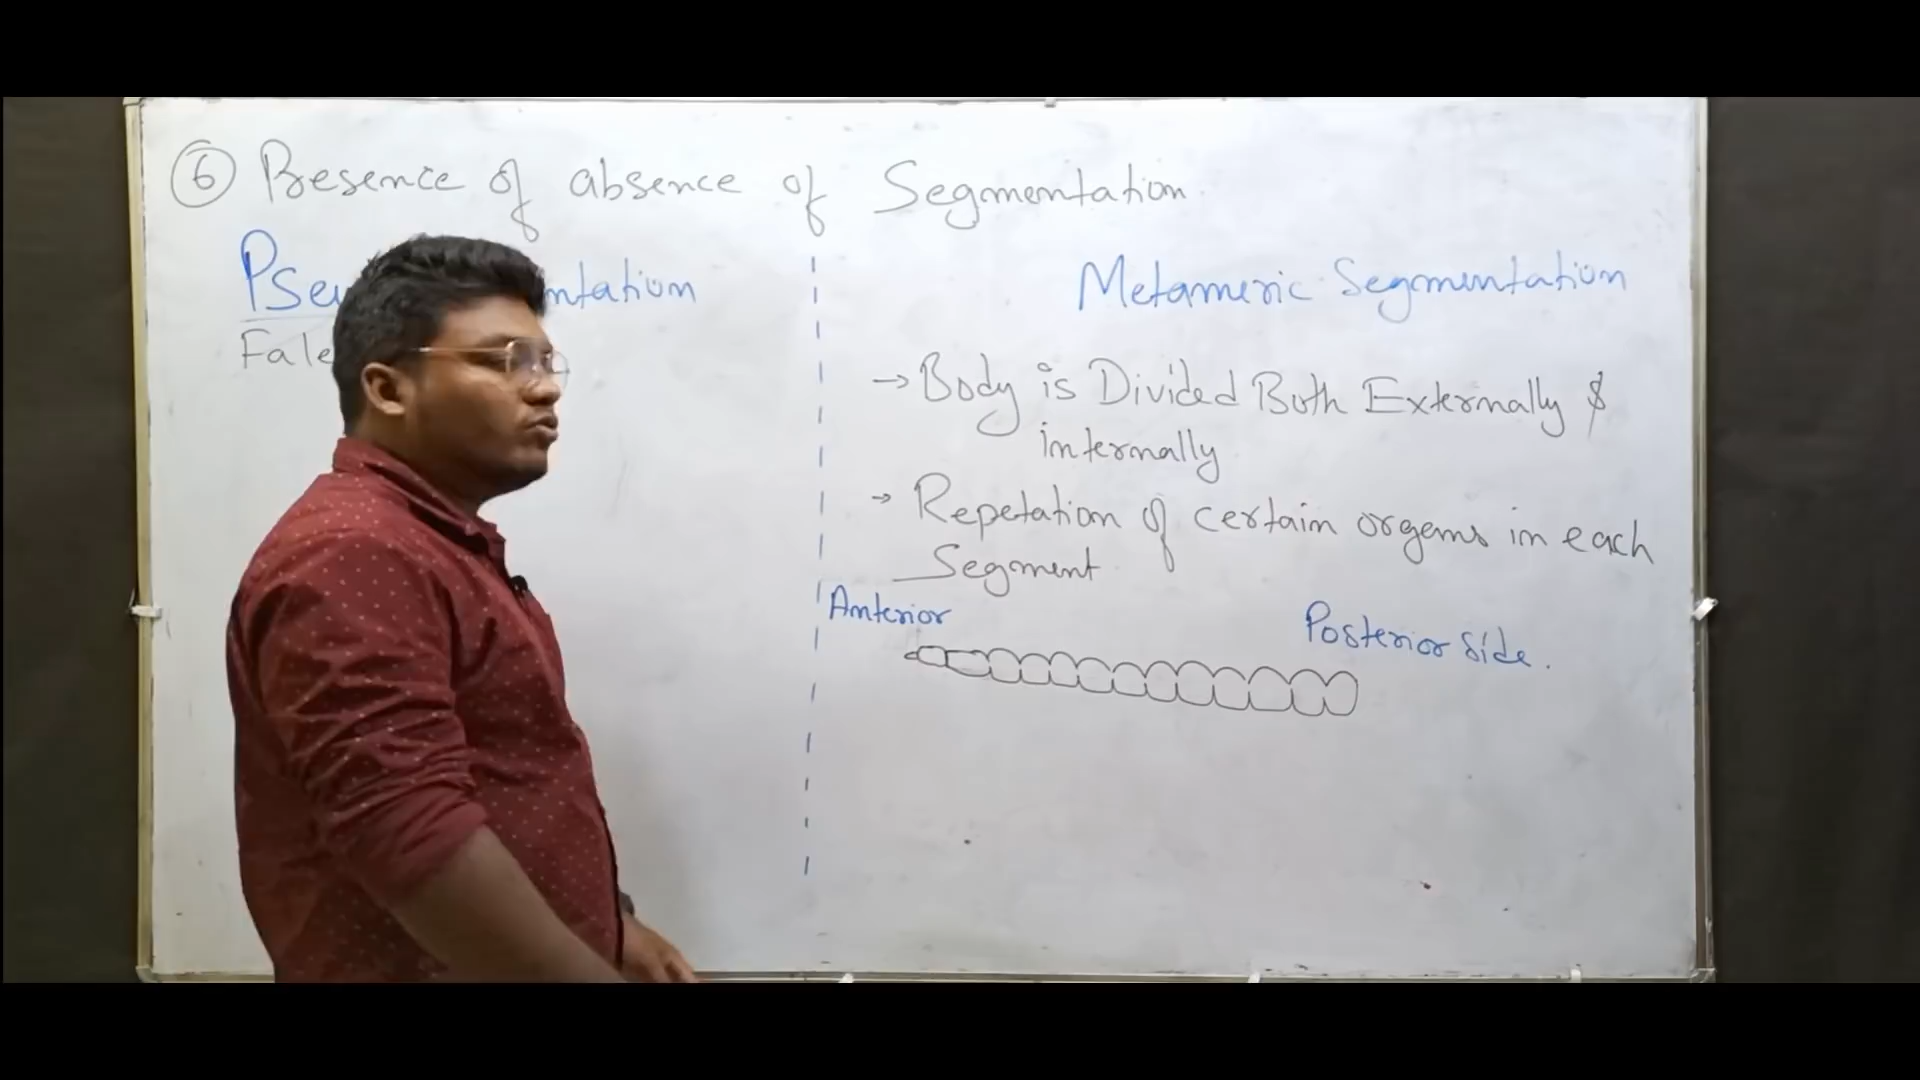 6 Presence of absence of Segmentation
ntation
Metameric Segmentation
→ Body is Divided Both Externally &
internally
→ Repetation of certain orgems in each
Segment
Anterior
Posterior side.